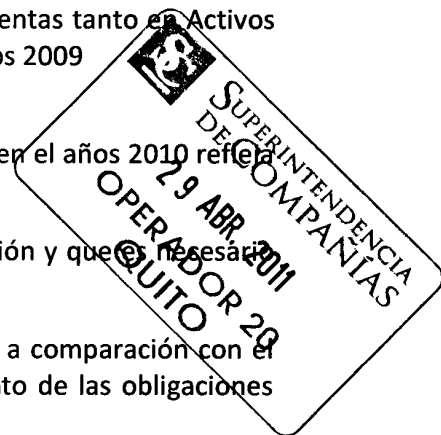 entas tanto en Activos
os 2009
en el años 2010 refleja
ión y que es necesario
a comparación con el
to de las obligaciones
SUPERINTENDENCIA
DE COMPAÑÍAS
29 ABR. 2011
OPERADOR 20
QUITO